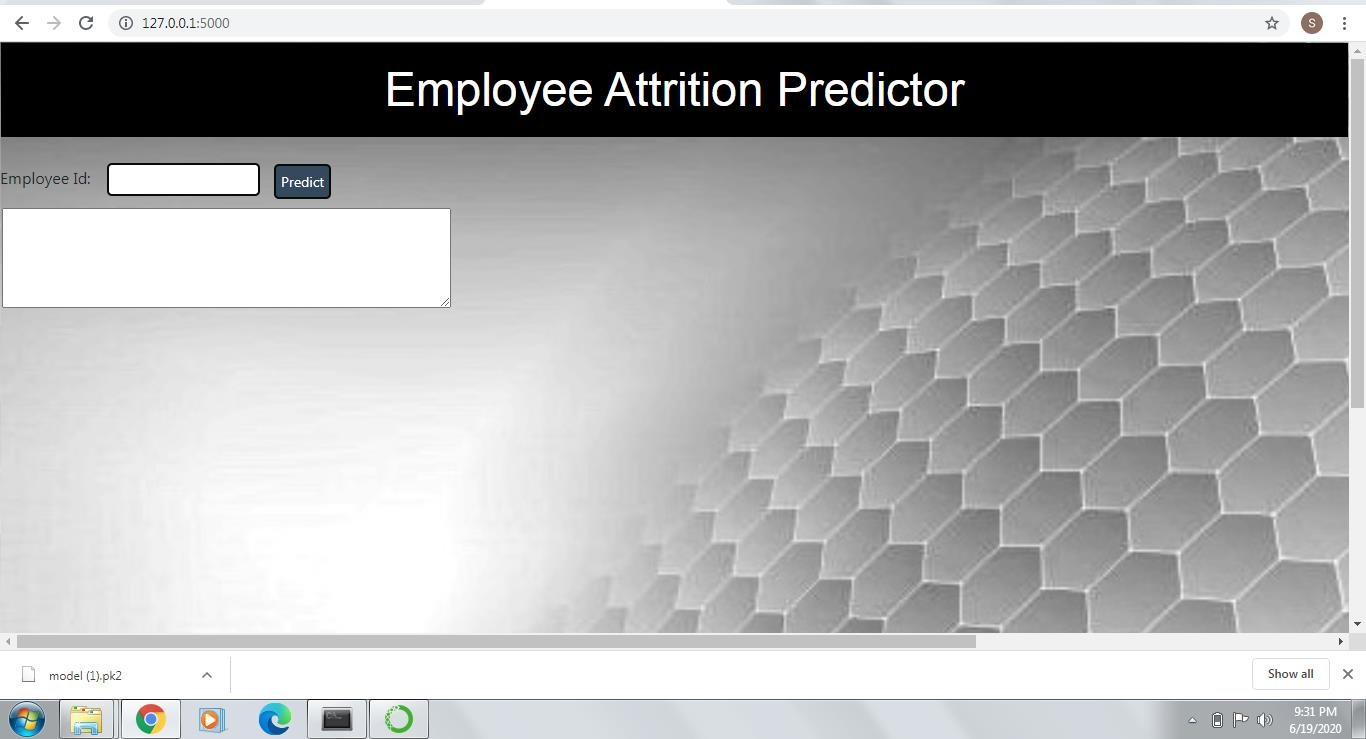 127.0.0.1:5000
S
Employee Attrition Predictor
Employee Id:
Predict
model (1).pk2
Show all
9:31 PM
6/19/2020